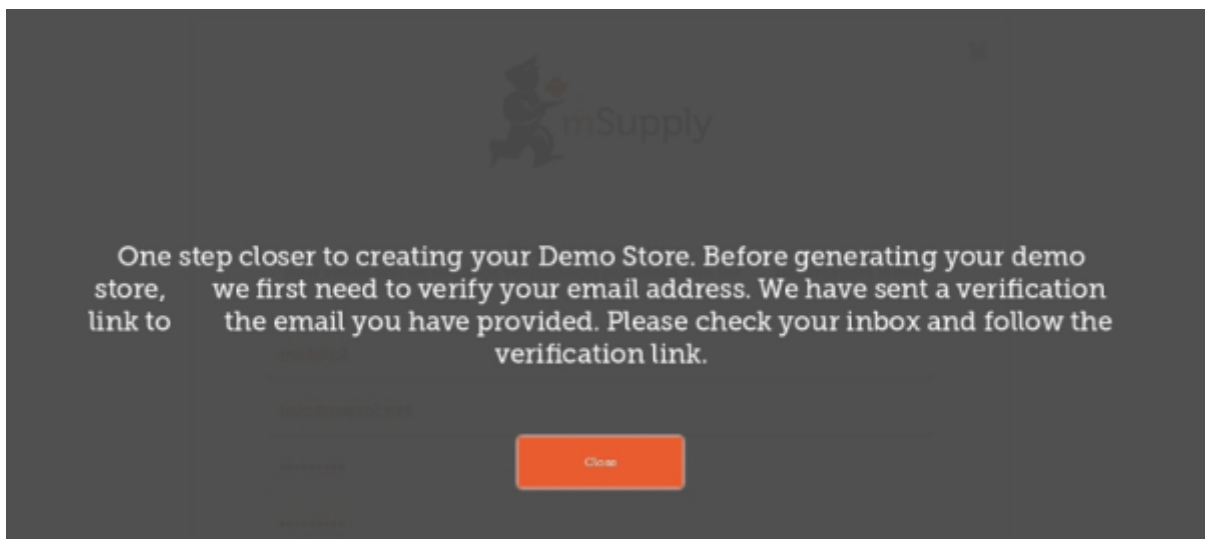 mSupply
One step closer to creating your Demo Store. Before generating your demo
store, we first need to verify your email address. We have sent a verification
link to the email you have provided. Please check your inbox and follow the
verification link.
Close